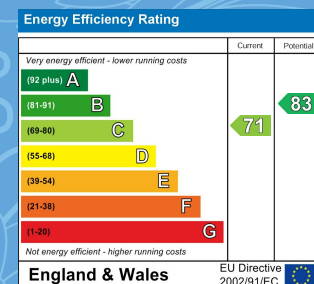 Energy Efficiency Rating
Current Potential
Very energy efficient - lower running costs
(92 plus) A
(81-91) B
83
(69-80) C
71
(55-68) D
(39-54) E
(21-38) F
(1-20) G
Not energy efficient - higher running costs
England & Wales
EU Directive
2002/91/EC